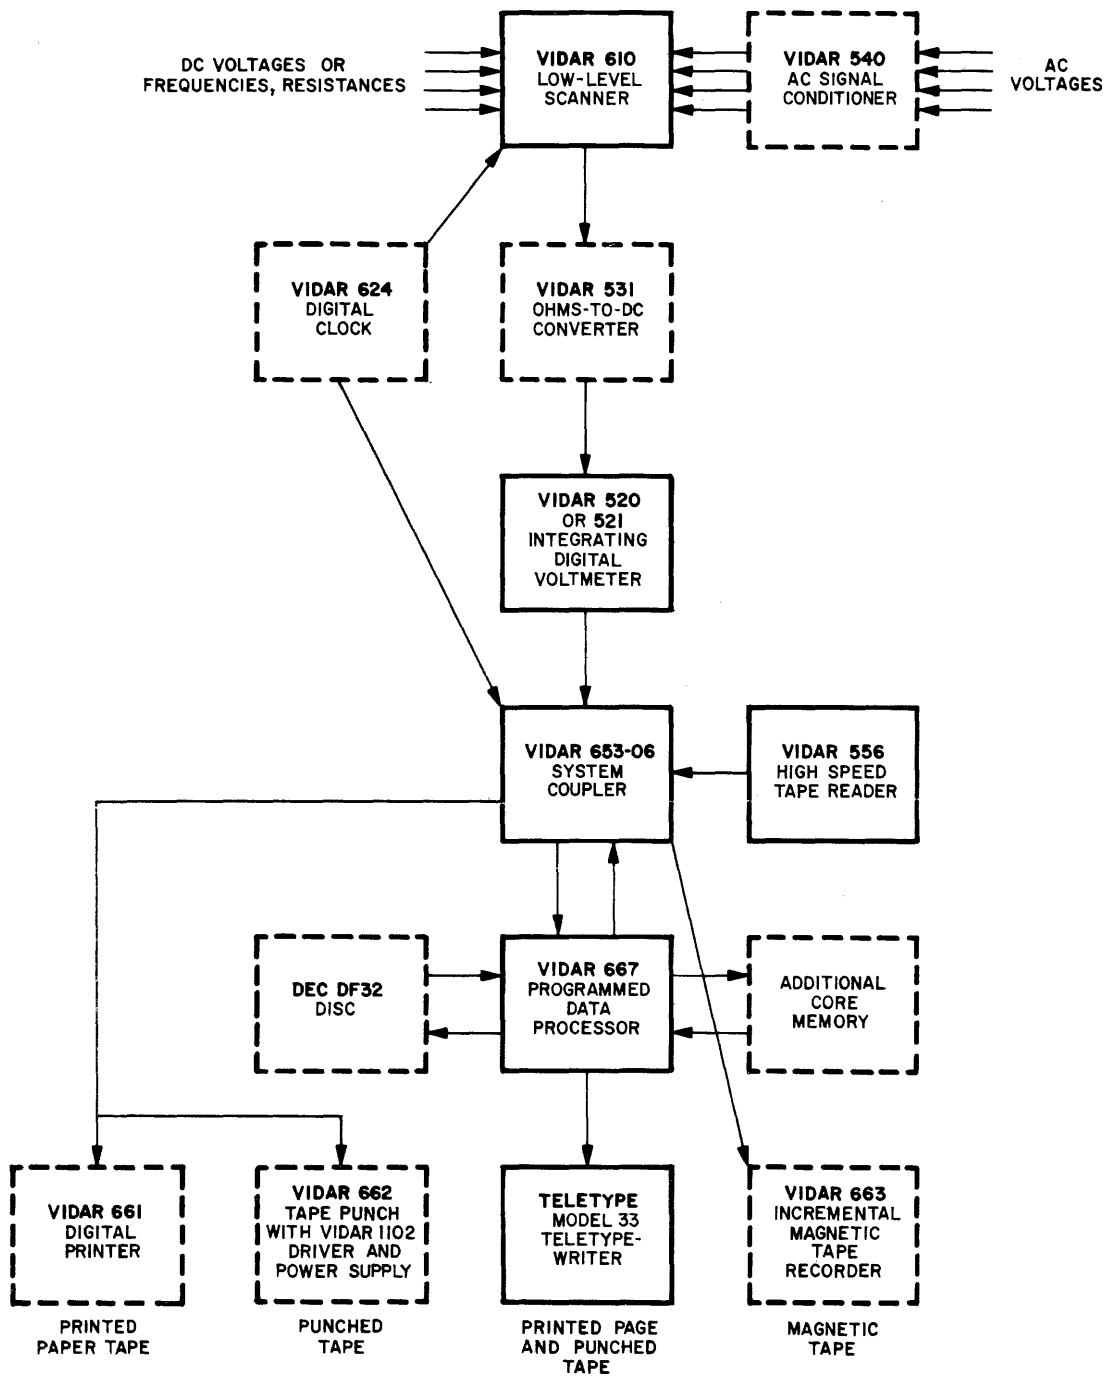 DC VOLTAGES OR
FREQUENCIES, RESISTANCES
VIDAR 610
LOW-LEVEL
SCANNER
VIDAR 540
AC SIGNAL
CONDITIONER
AC
VOLTAGES
VIDAR 624
DIGITAL
CLOCK
VIDAR 531
OHMS-TO-DC
CONVERTER
VIDAR 520
OR 521
INTEGRATING
DIGITAL
VOLTMETER
VIDAR 653-06
SYSTEM
COUPLER
VIDAR 556
HIGH SPEED
TAPE READER
DEC DF32
DISC
VIDAR 667
PROGRAMMED
DATA
PROCESSOR
ADDITIONAL
CORE
MEMORY
VIDAR 661
DIGITAL
PRINTER
VIDAR 662
TAPE PUNCH
WITH VIDAR 1102
DRIVER AND
POWER SUPPLY
TELETYPE
MODEL 33
TELETYPE-
WRITER
VIDAR 663
INCREMENTAL
MAGNETIC
TAPE
RECORDER
PRINTED
PAPER TAPE
PUNCHED
TAPE
PRINTED PAGE
AND PUNCHED
TAPE
MAGNETIC
TAPE